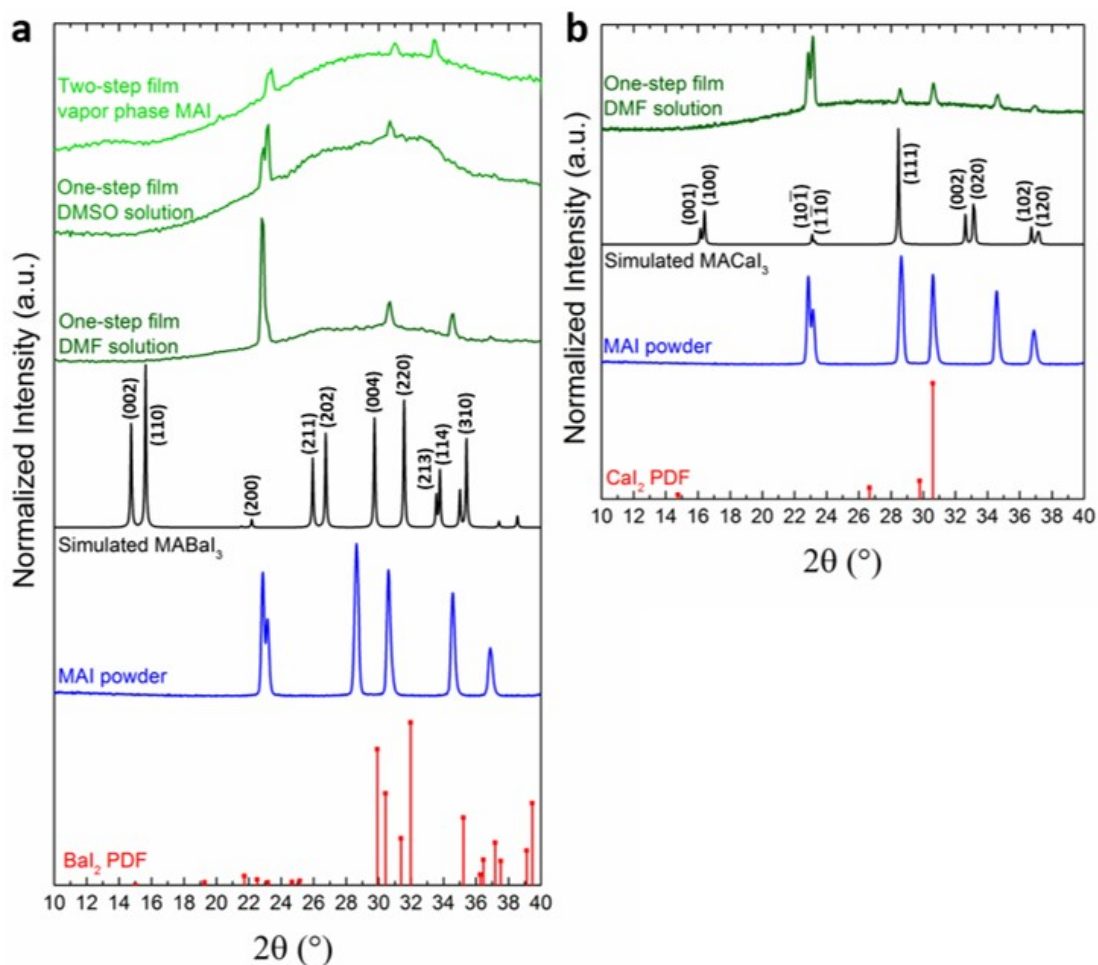 a
Normalized Intensity (a.u.)
Two-step film
vapor phase MAI
One-step film
DMSO solution
One-step film
DMF solution
(002)
(110)
(200)
(211)
(202)
(004)
(220)
(213)
(114)
(310)
Simulated MABaI₃
MAI powder
BaI₂ PDF
10 12 14 16 18 20 22 24 26 28 30 32 34 36 38 40
2θ (°)
b
Normalized Intensity (a.u.)
One-step film
DMF solution
(001)
(100)
(101̄)
(11̄0)
(111)
(002)
(020)
(102)
(120)
Simulated MACaI₃
MAI powder
CaI₂ PDF
10 12 14 16 18 20 22 24 26 28 30 32 34 36 38 40
2θ (°)